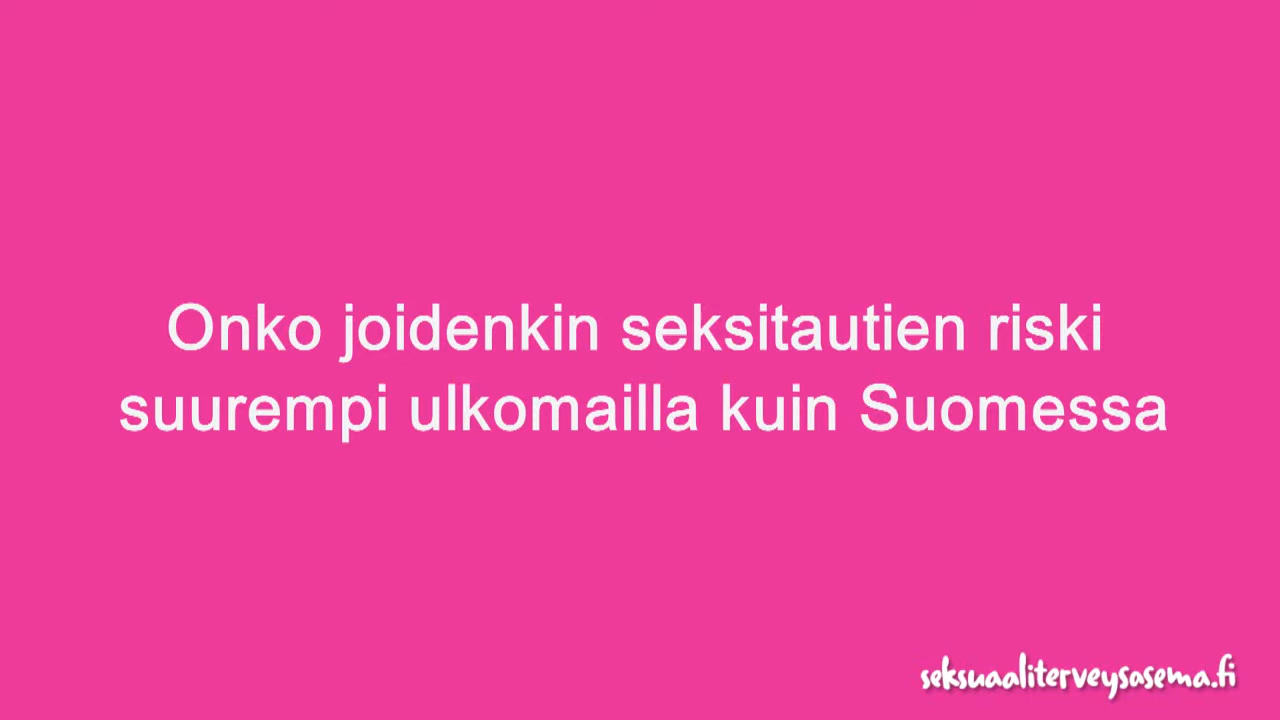 Onko joidenkin seksitautien riski
suurempi ulkomailla kuin Suomessa
seksuaaliterveysasema.fi